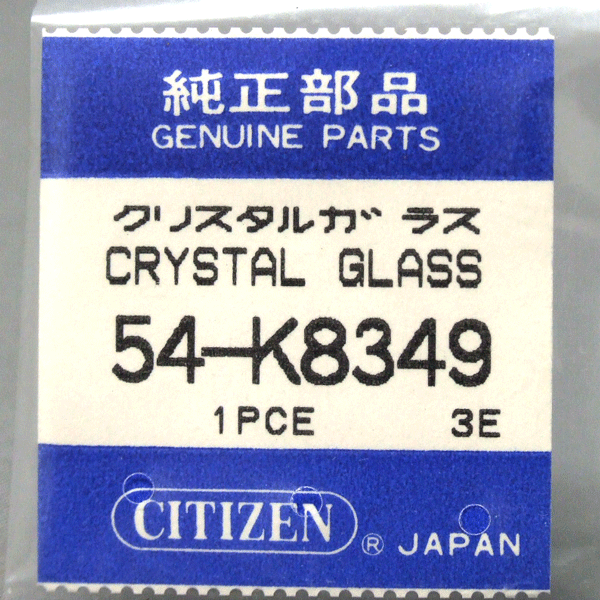 純正部品
GENUINE PARTS
クリスタルガラス
CRYSTAL GLASS
54-K8349
1PCE 3E
CITIZEN ® JAPAN